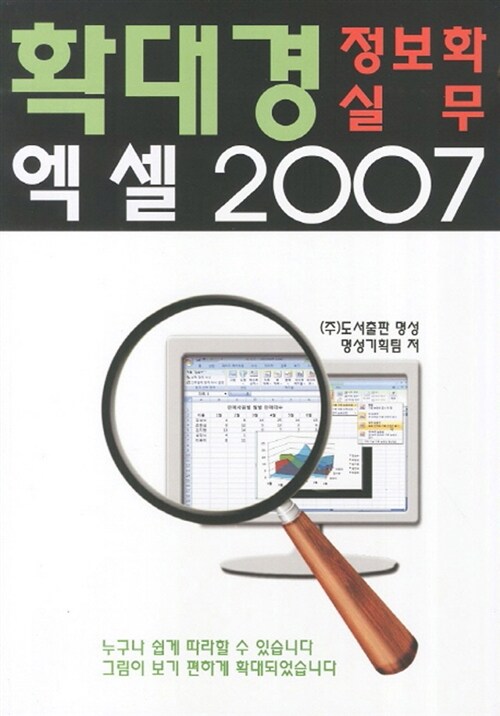 확대경 정보화
실무
엑셀 2007
(주)도서출판 명성
명성기획팀 저
누구나 쉽게 따라할 수 있습니다
그림이 보기 편하게 확대되었습니다